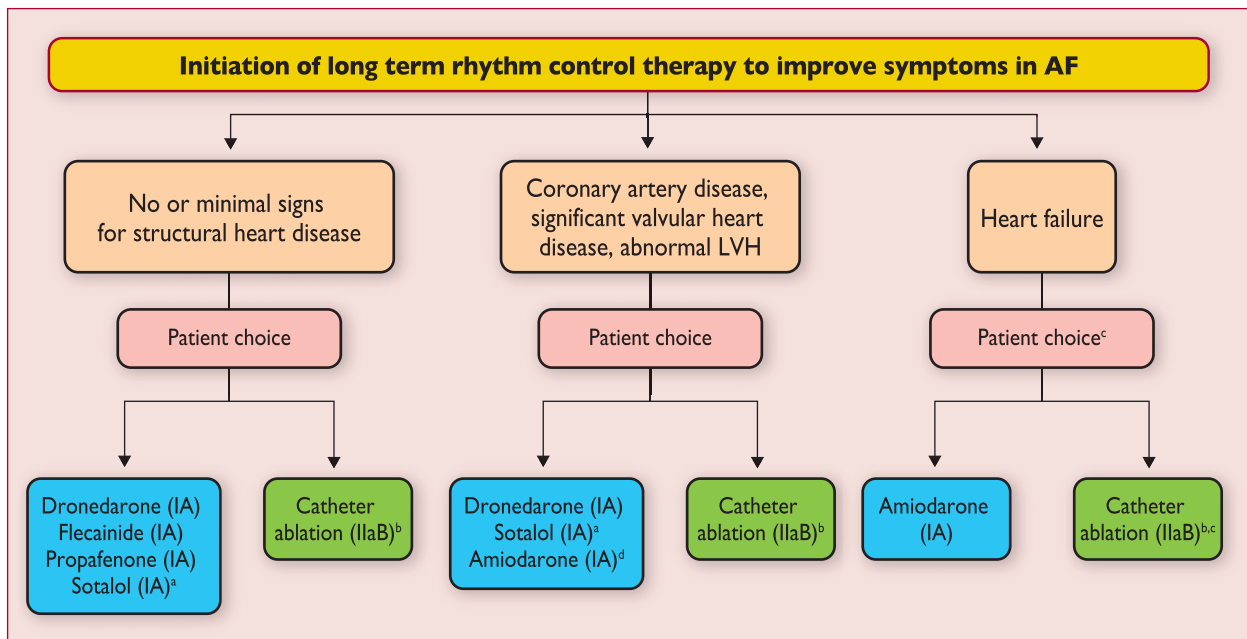 Initiation of long term rhythm control therapy to improve symptoms in AF
No or minimal signs
for structural heart disease
Coronary artery disease,
significant valvular heart
disease, abnormal LVH
Heart failure
Patient choice
Patient choice
Patient choiceᶜ
Dronedarone (IA)
Flecainide (IA)
Propafenone (IA)
Sotalol (IA)ᵃ
Catheter
ablation (IIaB)ᵇ
Dronedarone (IA)
Sotalol (IA)ᵃ
Amiodarone (IA)ᵈ
Catheter
ablation (IIaB)ᵇ
Amiodarone
(IA)
Catheter
ablation (IIaB)ᵇ,ᶜ